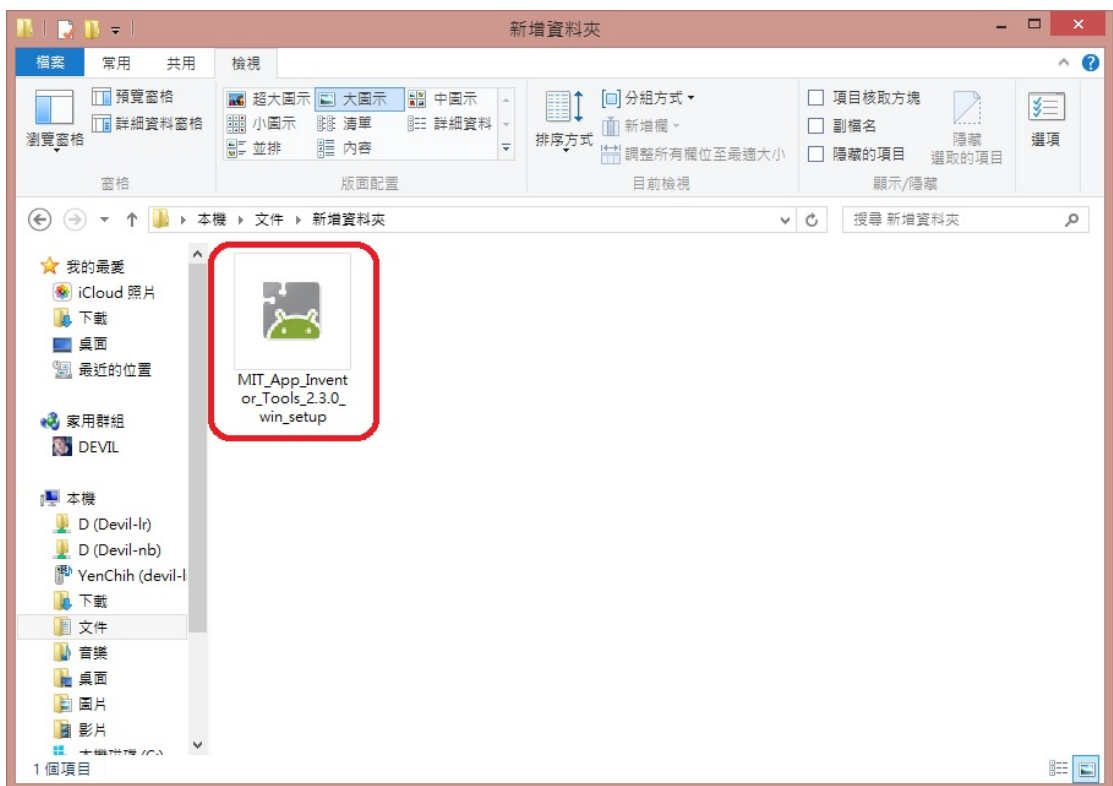 新增資料夾
檔案 常用 共用 檢視
瀏覽窗格
預覽窗格
詳細資料窗格
窗格
超大圖示 大圖示 中圖示
小圖示 清單 詳細資料
並排 內容
版面配置
排序方式
分組方式
新增欄
調整所有欄位至最適大小
目前檢視
項目核取方塊
副檔名
隱藏的項目
隱藏
選取的項目
顯示/隱藏
選項
本機 文件 新增資料夾
搜尋 新增資料夾
我的最愛
iCloud 照片
下載
桌面
最近的位置
家用群組
DEVIL
本機
D (Devil-lr)
D (Devil-nb)
YenChih (devil-l
下載
文件
音樂
桌面
圖片
影片
MIT_App_Invent
or_Tools_2.3.0_
win_setup
1 個項目